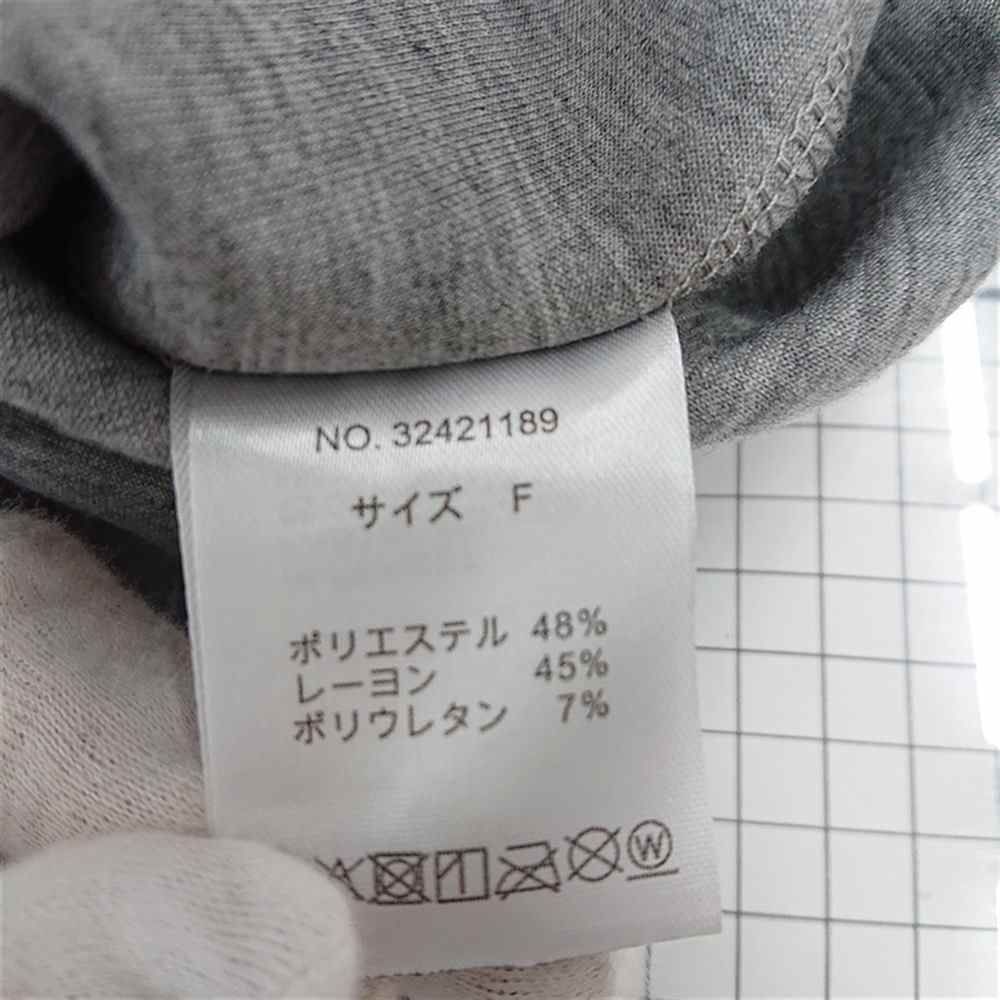 NO. 32421189
サイズ F
ポリエステル 48%
レーヨン 45%
ポリウレタン 7%
W